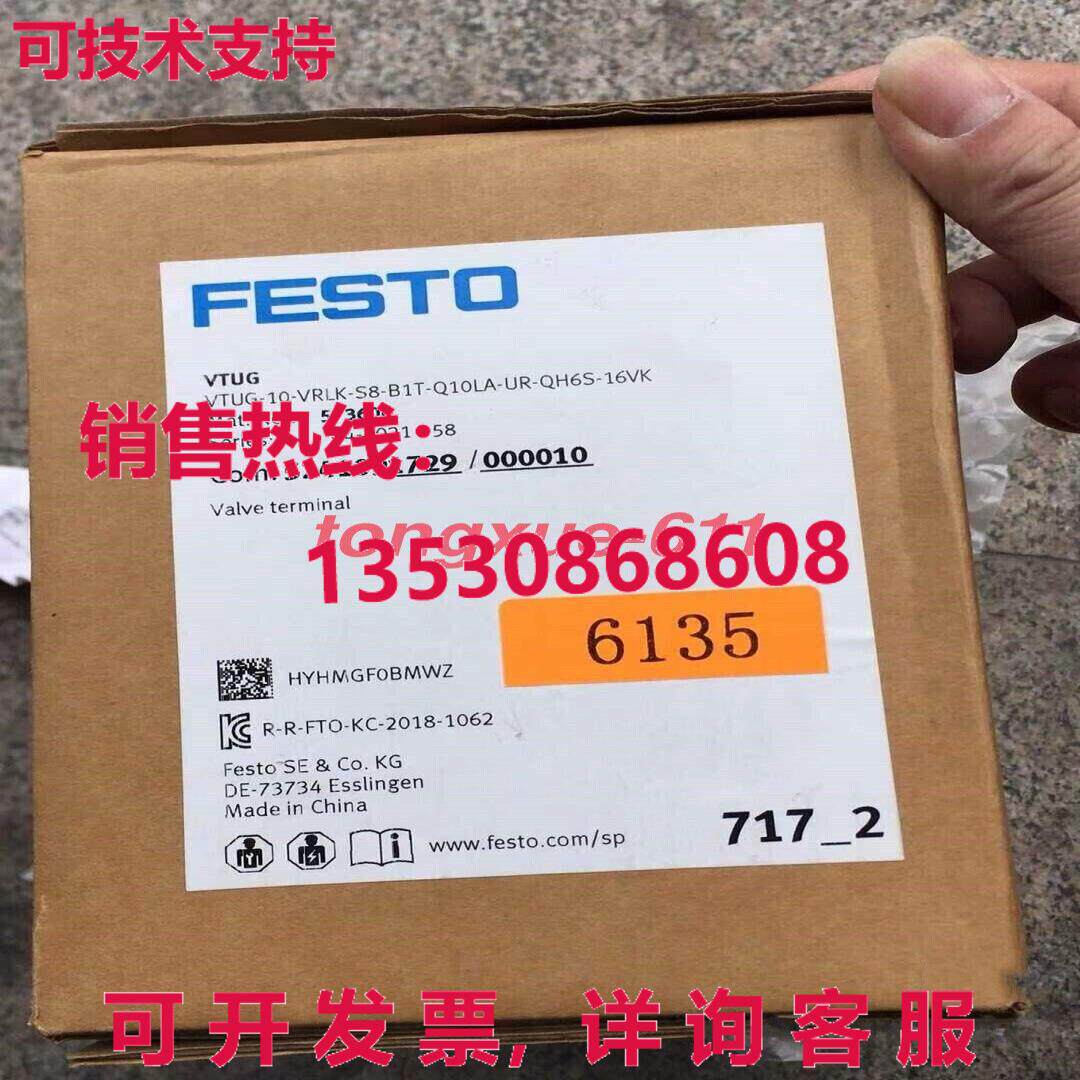 可技术支持
FESTO
VTUG
VTUG-10-VRLK-S8-B1T-Q10LA-UR-QH6S-16VK
销售热线:
729 / 000010
Valve terminal
tongxue-611
13530868608
6135
HYHMGF0BMWZ
R-R-FTO-KC-2018-1062
Festo SE & Co. KG
DE-73734 Esslingen
Made in China
www.festo.com/sp
717_2
可开发票, 详询客服